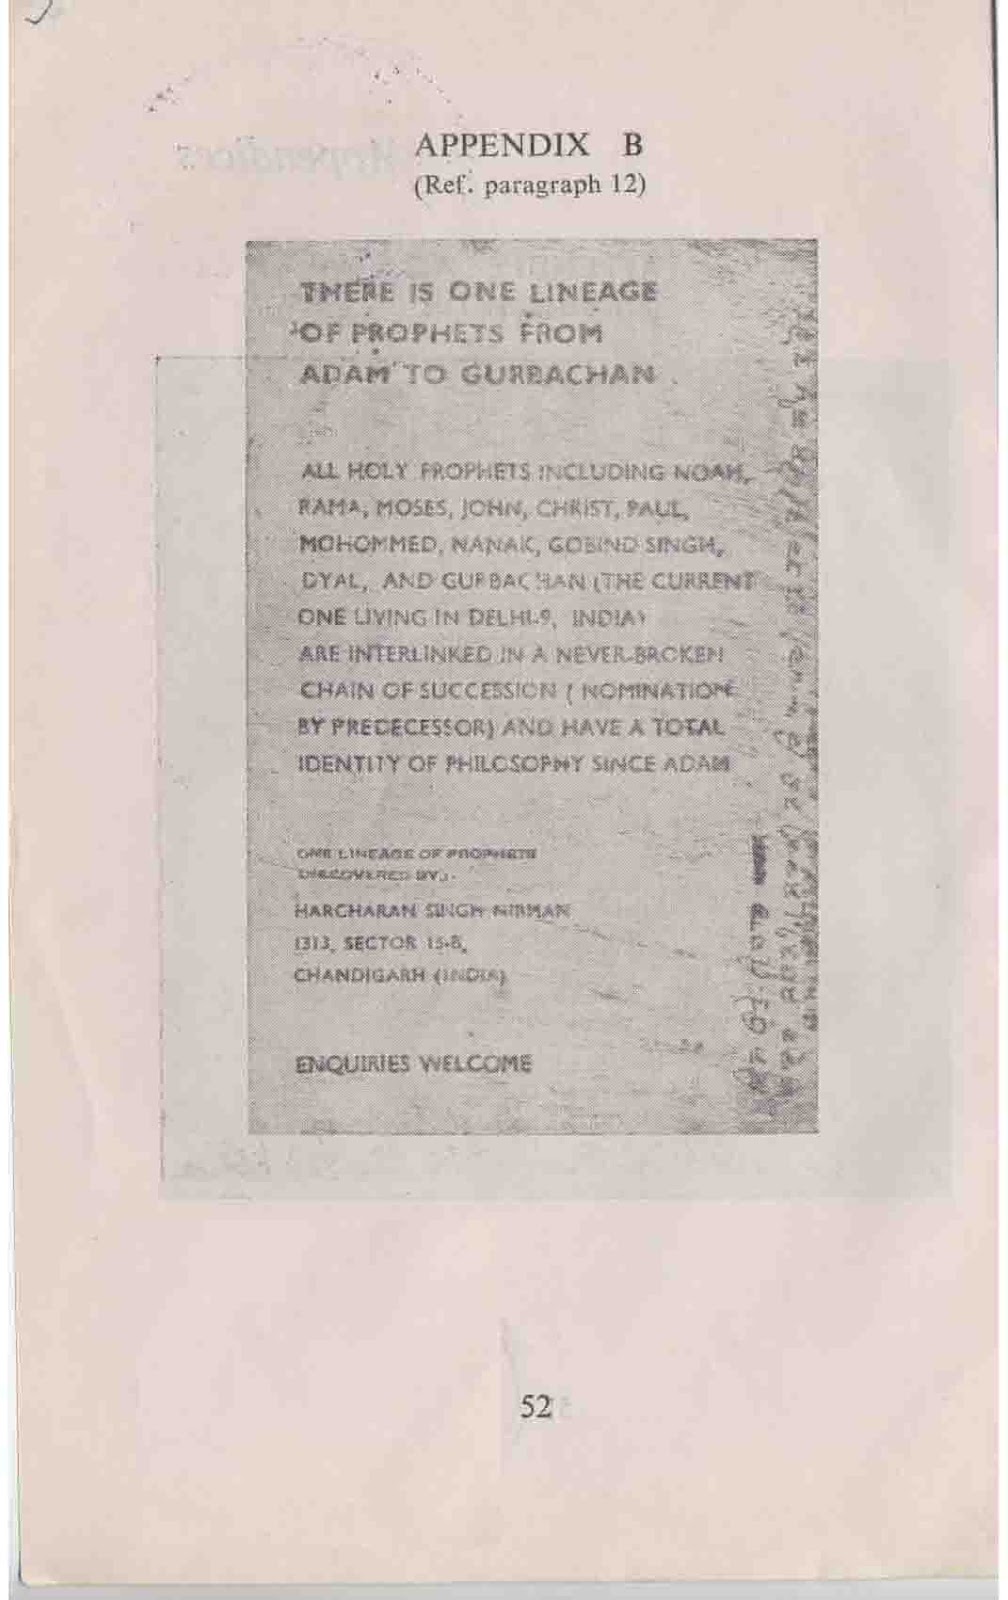 APPENDIX B
(Ref. paragraph 12)
THERE IS ONE LINEAGE
OF PROPHETS FROM
ADAM TO GURBACHAN.
ALL HOLY PROPHETS INCLUDING NOAH,
RAMA, MOSES, JOHN, CHRIST, PAUL,
MOHOMMED, NANAK, GOBIND SINGH,
DYAL, AND GURBACHAN (THE CURRENT
ONE LIVING IN DELHI-9, INDIA)
ARE INTERLINKED IN A NEVER-BROKEN
CHAIN OF SUCCESSION ( NOMINATION
BY PREDECESSOR) AND HAVE A TOTAL
IDENTITY OF PHILOSOPHY SINCE ADAM
ONE LINEAGE OF PROPHETS
DISCOVERED BY:-
HARCHARAN SINGH NIRMAN
1313, SECTOR 15-B,
CHANDIGARH (INDIA)
ENQUIRIES WELCOME
52